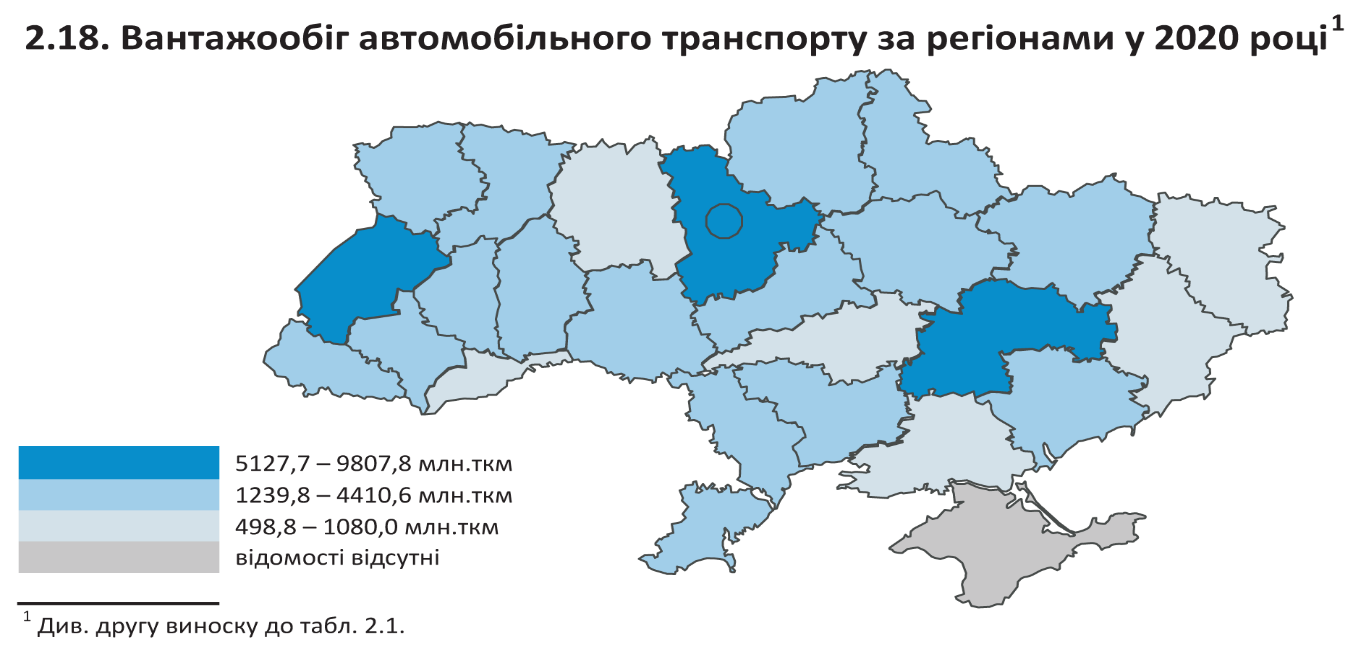 2.18. Вантажообіг автомобільного транспорту за регіонами у 2020 році¹
5127,7 – 9807,8 млн.ткм
1239,8 – 4410,6 млн.ткм
498,8 – 1080,0 млн.ткм
відомості відсутні
¹ Див. другу виноску до табл. 2.1.